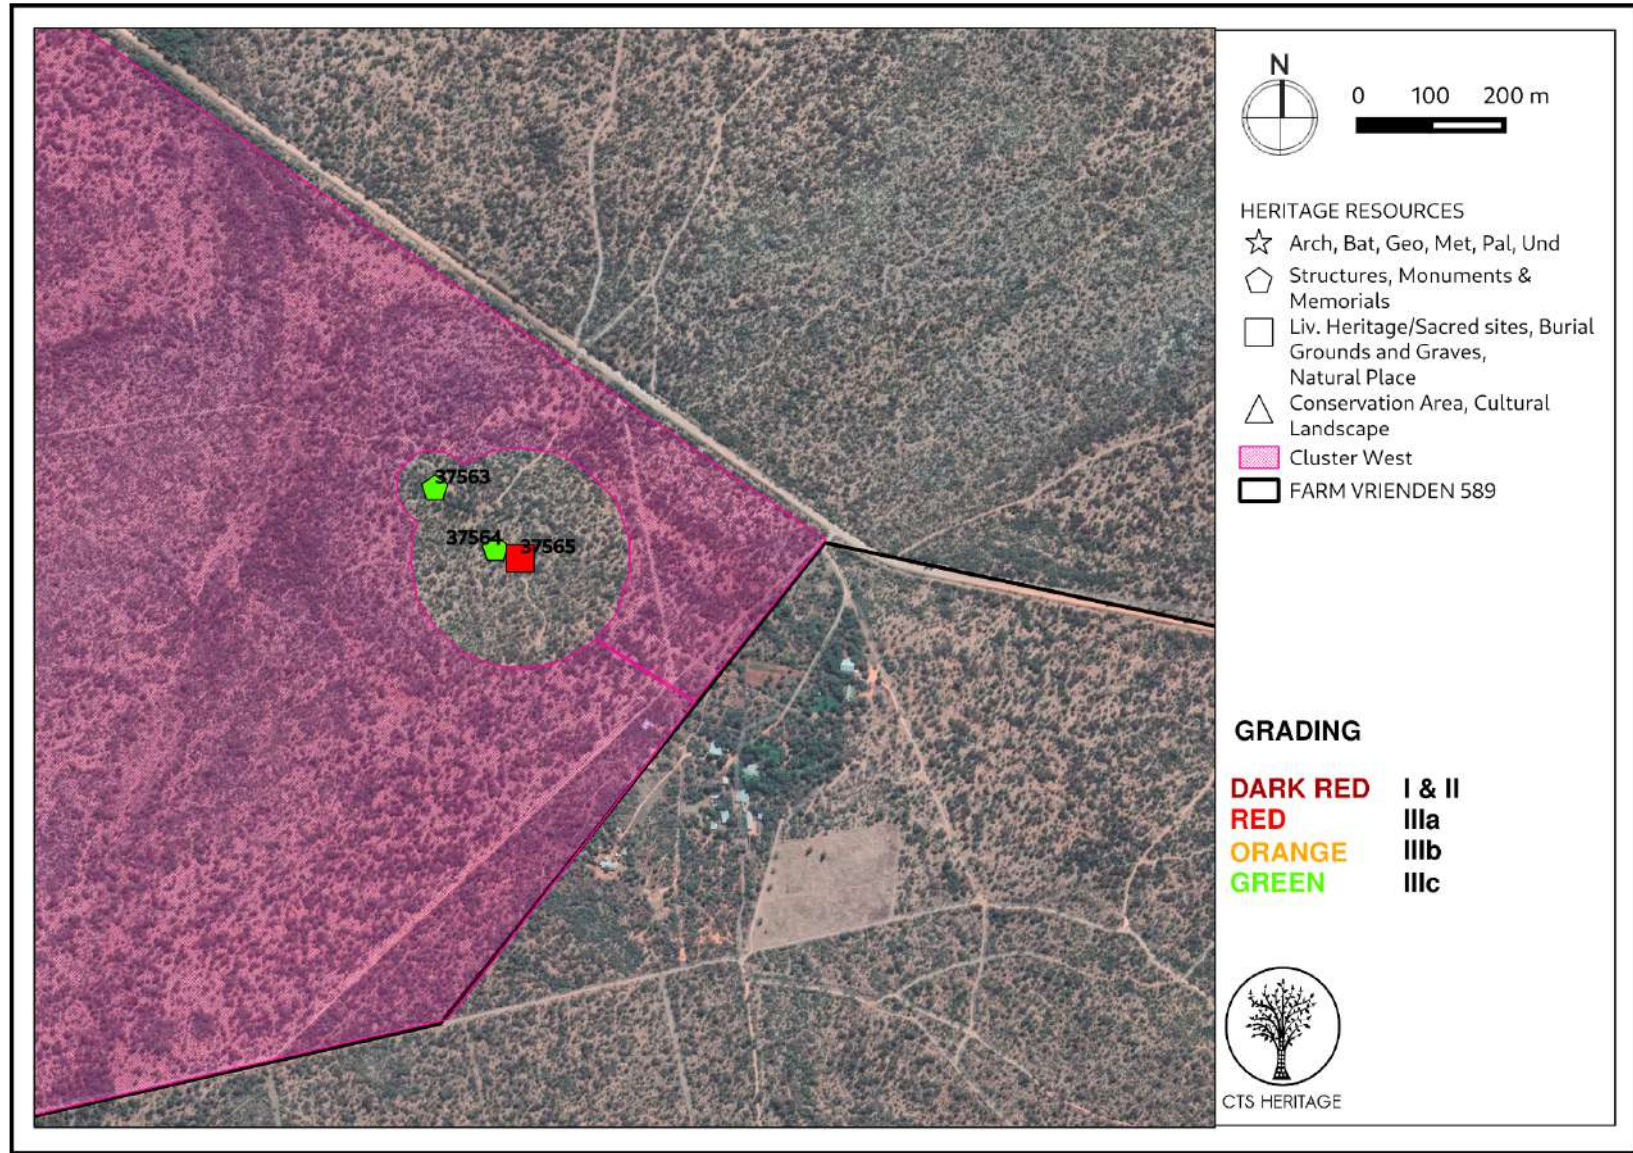 N
0 100 200 m
HERITAGE RESOURCES
Arch, Bat, Geo, Met, Pal, Und
Structures, Monuments &
Memorials
Liv. Heritage/Sacred sites, Burial
Grounds and Graves,
Natural Place
Conservation Area, Cultural
Landscape
Cluster West
FARM VRIENDEN 589
37563
37564
37565
GRADING
DARK RED I & II
RED IIIa
ORANGE IIIb
GREEN IIIc
CTS HERITAGE